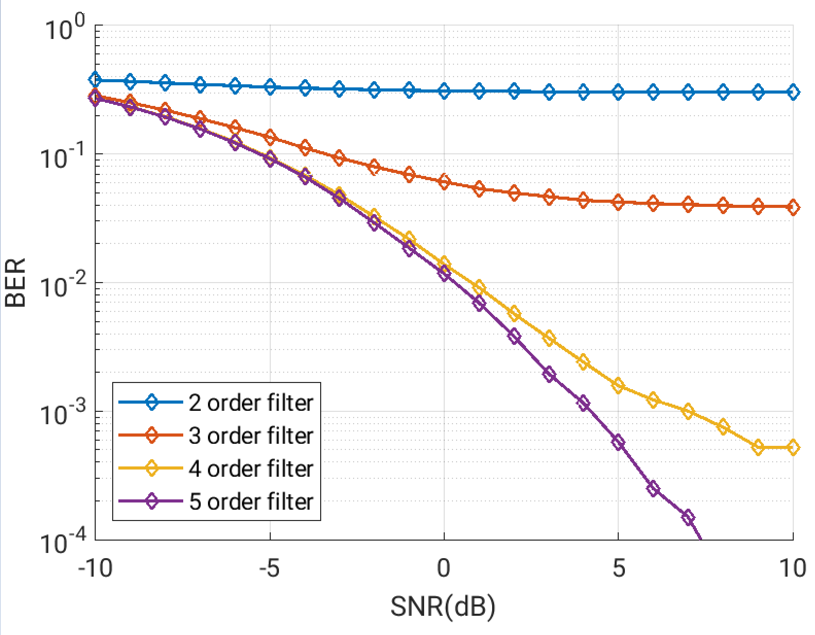 10^0
10^-1
10^-2
10^-3
10^-4
BER
2 order filter
3 order filter
4 order filter
5 order filter
-10 -5 0 5 10
SNR(dB)